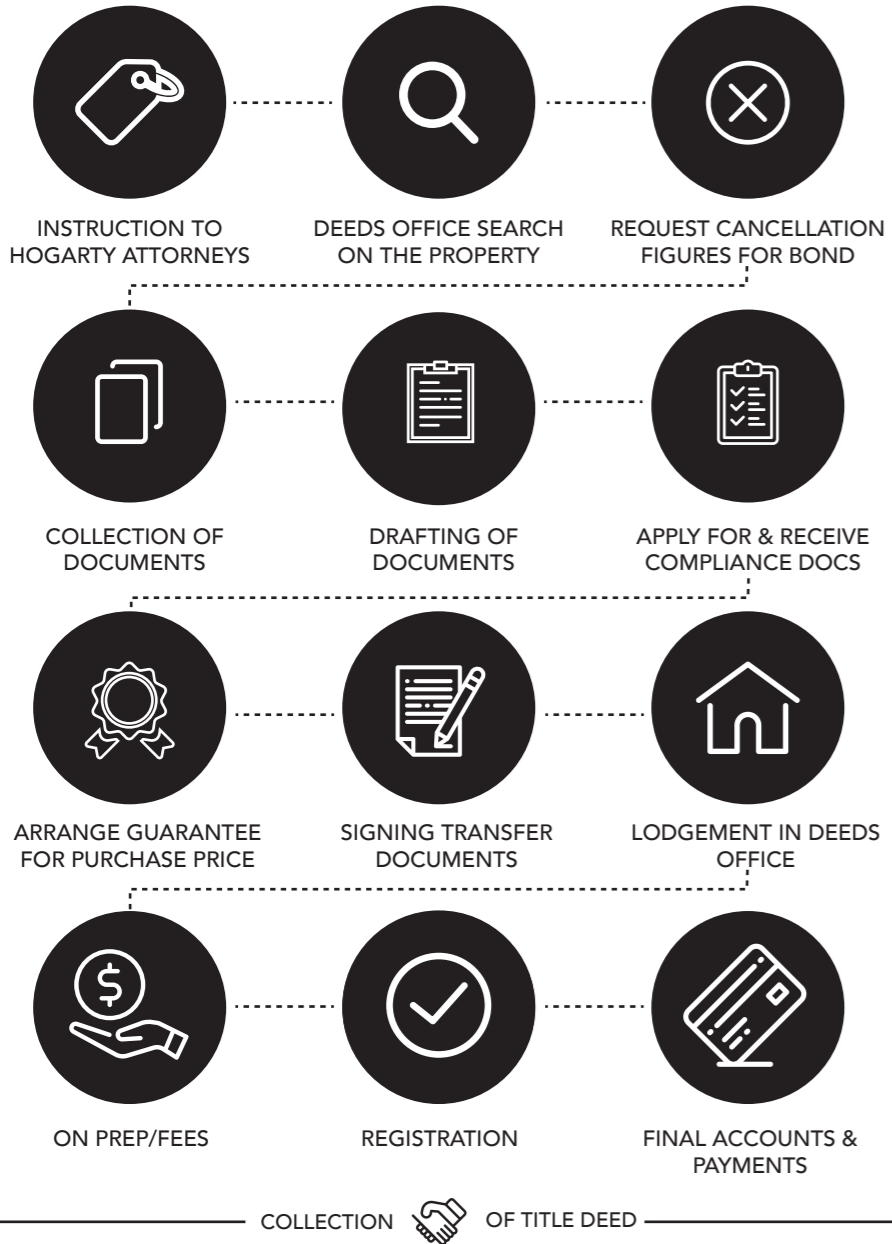 INSTRUCTION TO
HOGARTY ATTORNEYS
DEEDS OFFICE SEARCH
ON THE PROPERTY
REQUEST CANCELLATION
FIGURES FOR BOND
COLLECTION OF
DOCUMENTS
DRAFTING OF
DOCUMENTS
APPLY FOR & RECEIVE
COMPLIANCE DOCS
ARRANGE GUARANTEE
FOR PURCHASE PRICE
SIGNING TRANSFER
DOCUMENTS
LODGEMENT IN DEEDS
OFFICE
$
ON PREP/FEES
REGISTRATION
FINAL ACCOUNTS &
PAYMENTS
COLLECTION OF TITLE DEED